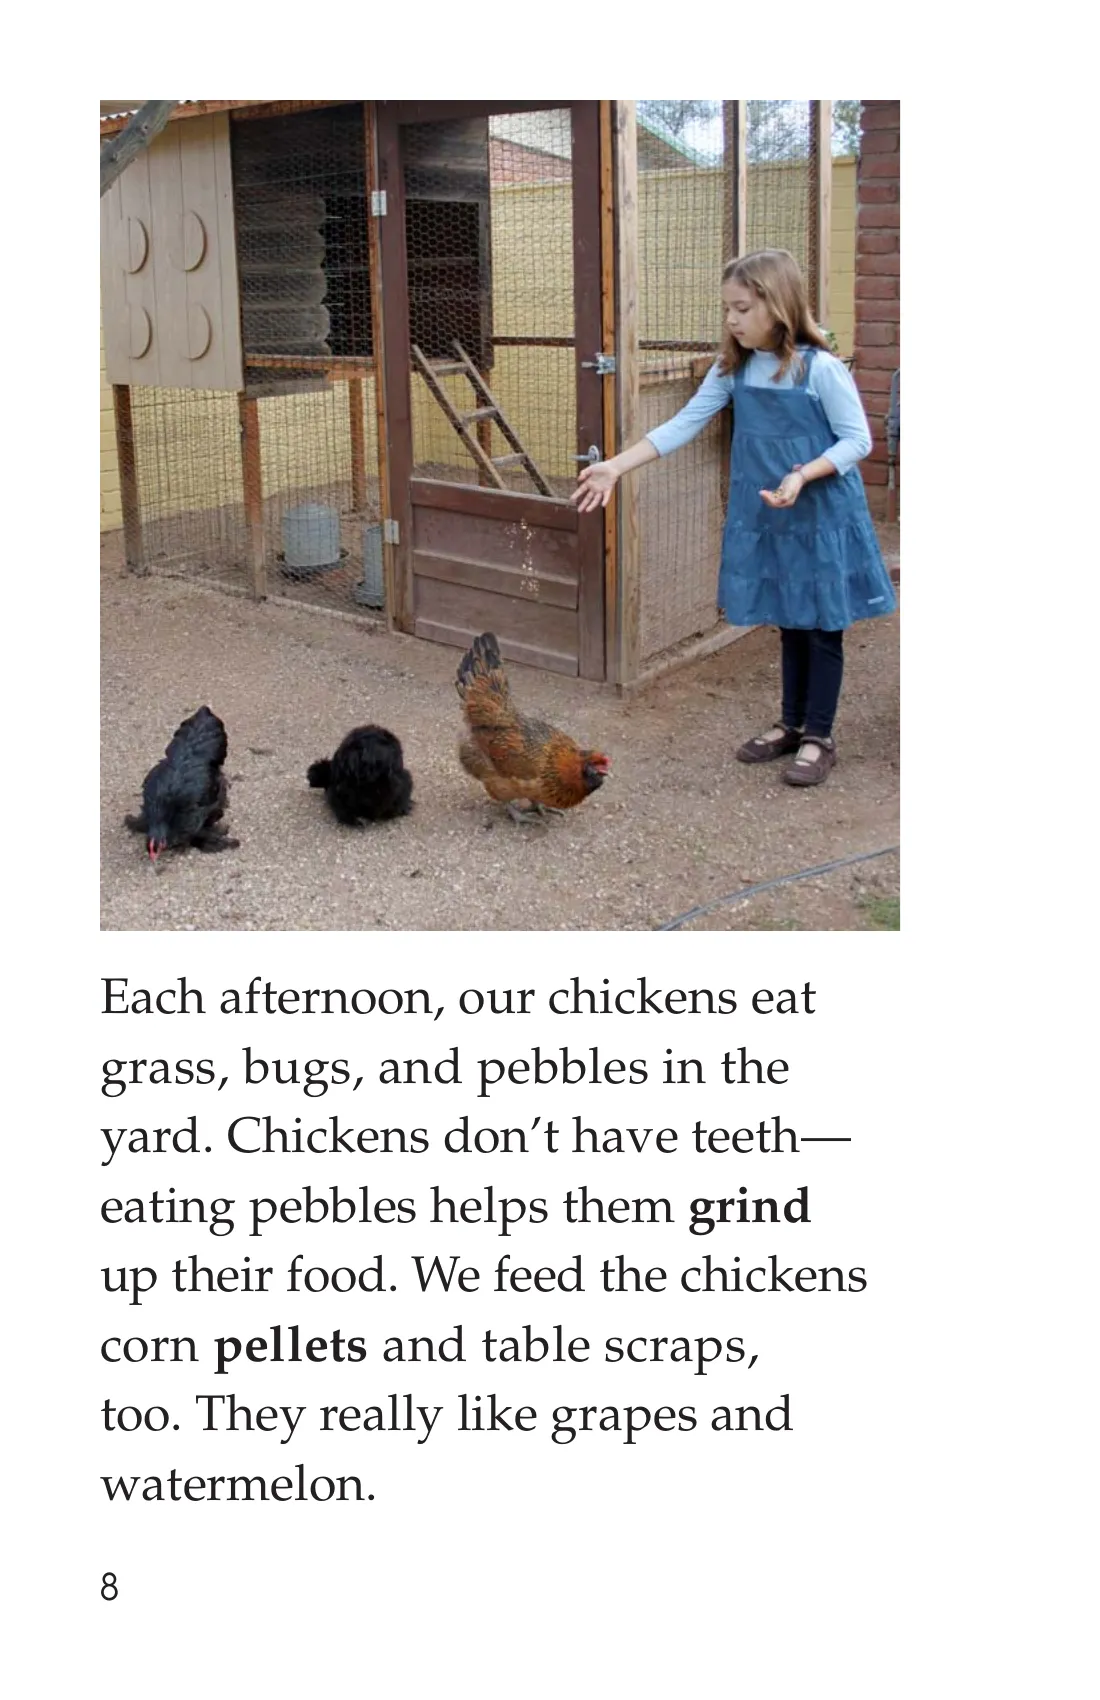 Each afternoon, our chickens eat
grass, bugs, and pebbles in the
yard. Chickens don’t have teeth—
eating pebbles helps them grind
up their food. We feed the chickens
corn pellets and table scraps,
too. They really like grapes and
watermelon.
8